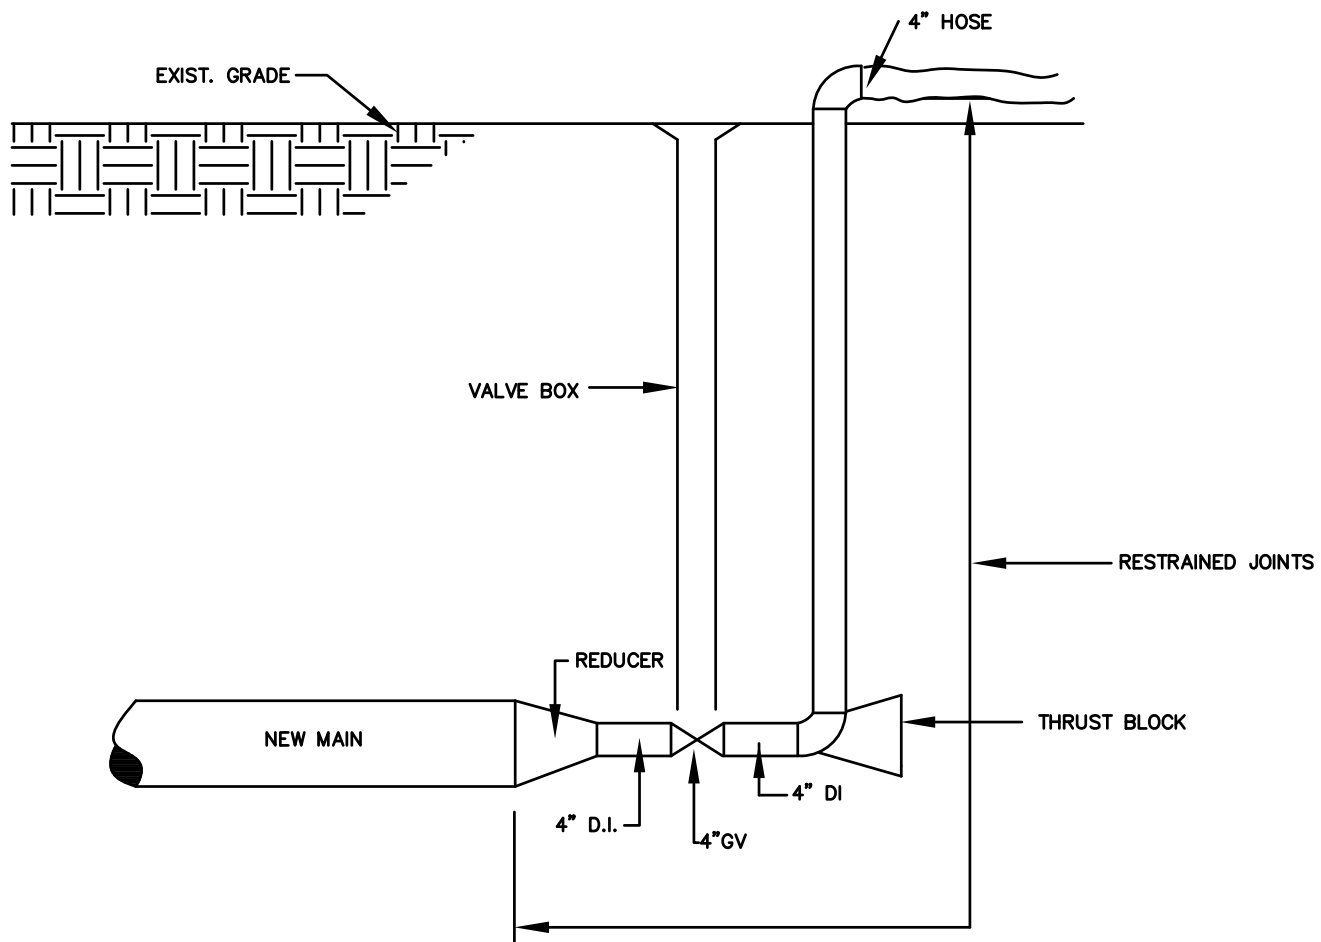 4" HOSE
EXIST. GRADE
VALVE BOX
RESTRAINED JOINTS
REDUCER
THRUST BLOCK
NEW MAIN
4" DI
4" D.I.
4"GV